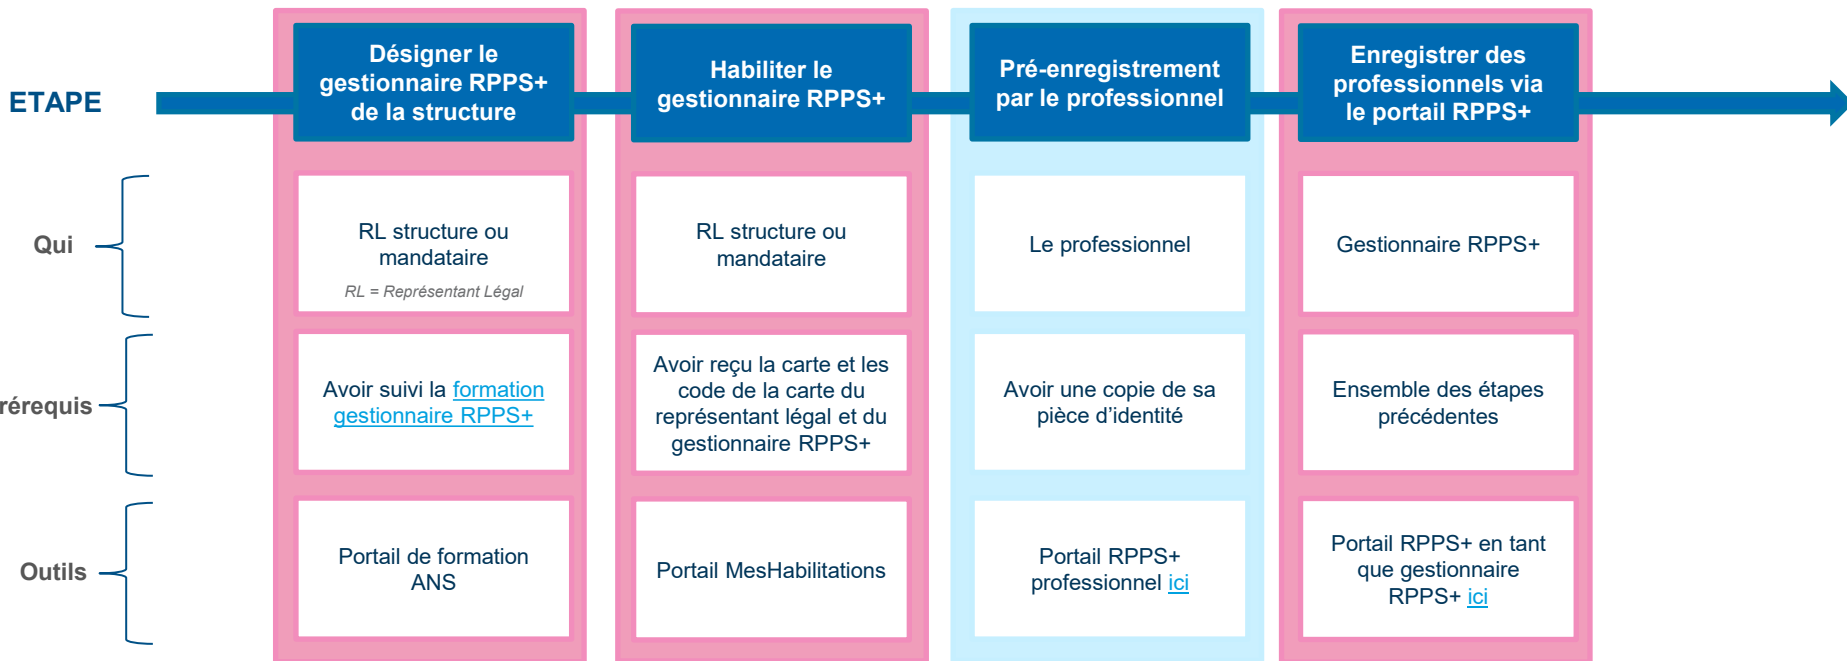 ETAPE
Désigner le
gestionnaire RPPS+
de la structure
Habiliter le
gestionnaire RPPS+
Pré-enregistrement
par le professionnel
Enregistrer des
professionnels via
le portail RPPS+
Qui
RL structure ou
mandataire
RL = Représentant Légal
RL structure ou
mandataire
Le professionnel
Gestionnaire RPPS+
rérequis
Avoir suivi la formation
gestionnaire RPPS+
Avoir reçu la carte et les
code de la carte du
représentant légal et du
gestionnaire RPPS+
Avoir une copie de sa
pièce d'identité
Ensemble des étapes
précédentes
Outils
Portail de formation
ANS
Portail MesHabilitations
Portail RPPS+
professionnel ici
Portail RPPS+ en tant
que gestionnaire
RPPS+ ici